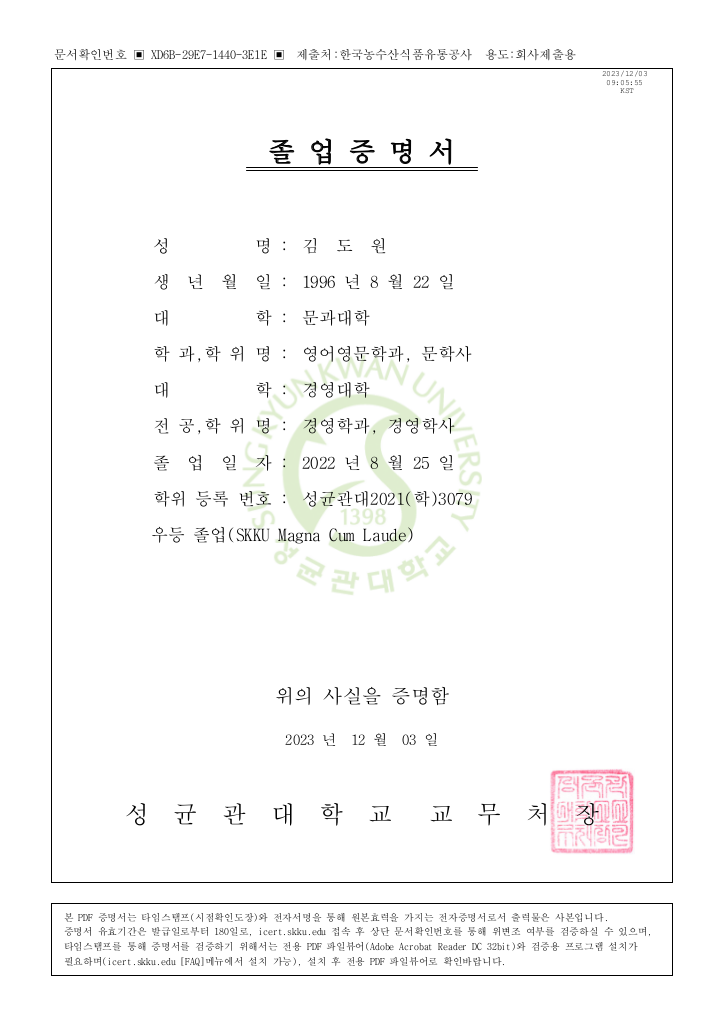 문서확인번호 ▣ XD6B-29E7-1440-3E1E ▣ 제출처:한국농수산식품유통공사 용도:회사제출용
2023/12/03
09:05:55
KST
졸 업 증 명 서
성 명 : 김 도 원
생 년 월 일 : 1996 년 8 월 22 일
대 학 : 문과대학
학 과,학 위 명 : 영어영문학과, 문학사
대 학 : 경영대학
전 공,학 위 명 : 경영학과, 경영학사
졸 업 일 자 : 2022 년 8 월 25 일
학위 등록 번호 : 성균관대2021(학)3079
우등 졸업(SKKU Magna Cum Laude)
SUNG KYUN KWAN UNIVERSITY
1398
성균관대학교
위의 사실을 증명함
2023 년 12 월 03 일
성 균 관 대 학 교 교 무 처 장
본 PDF 증명서는 타임스탬프(시점확인도장)와 전자서명을 통해 원본효력을 가지는 전자증명서로서 출력물은 사본입니다.
증명서 유효기간은 발급일로부터 180일로, icert.skku.edu 접속 후 상단 문서확인번호를 통해 위변조 여부를 검증하실 수 있으며,
타임스탬프를 통해 증명서를 검증하기 위해서는 전용 PDF 파일뷰어(Adobe Acrobat Reader DC 32bit)와 검증용 프로그램 설치가
필요하며(icert.skku.edu [FAQ]메뉴에서 설치 가능), 설치 후 전용 PDF 파일뷰어로 확인바랍니다.